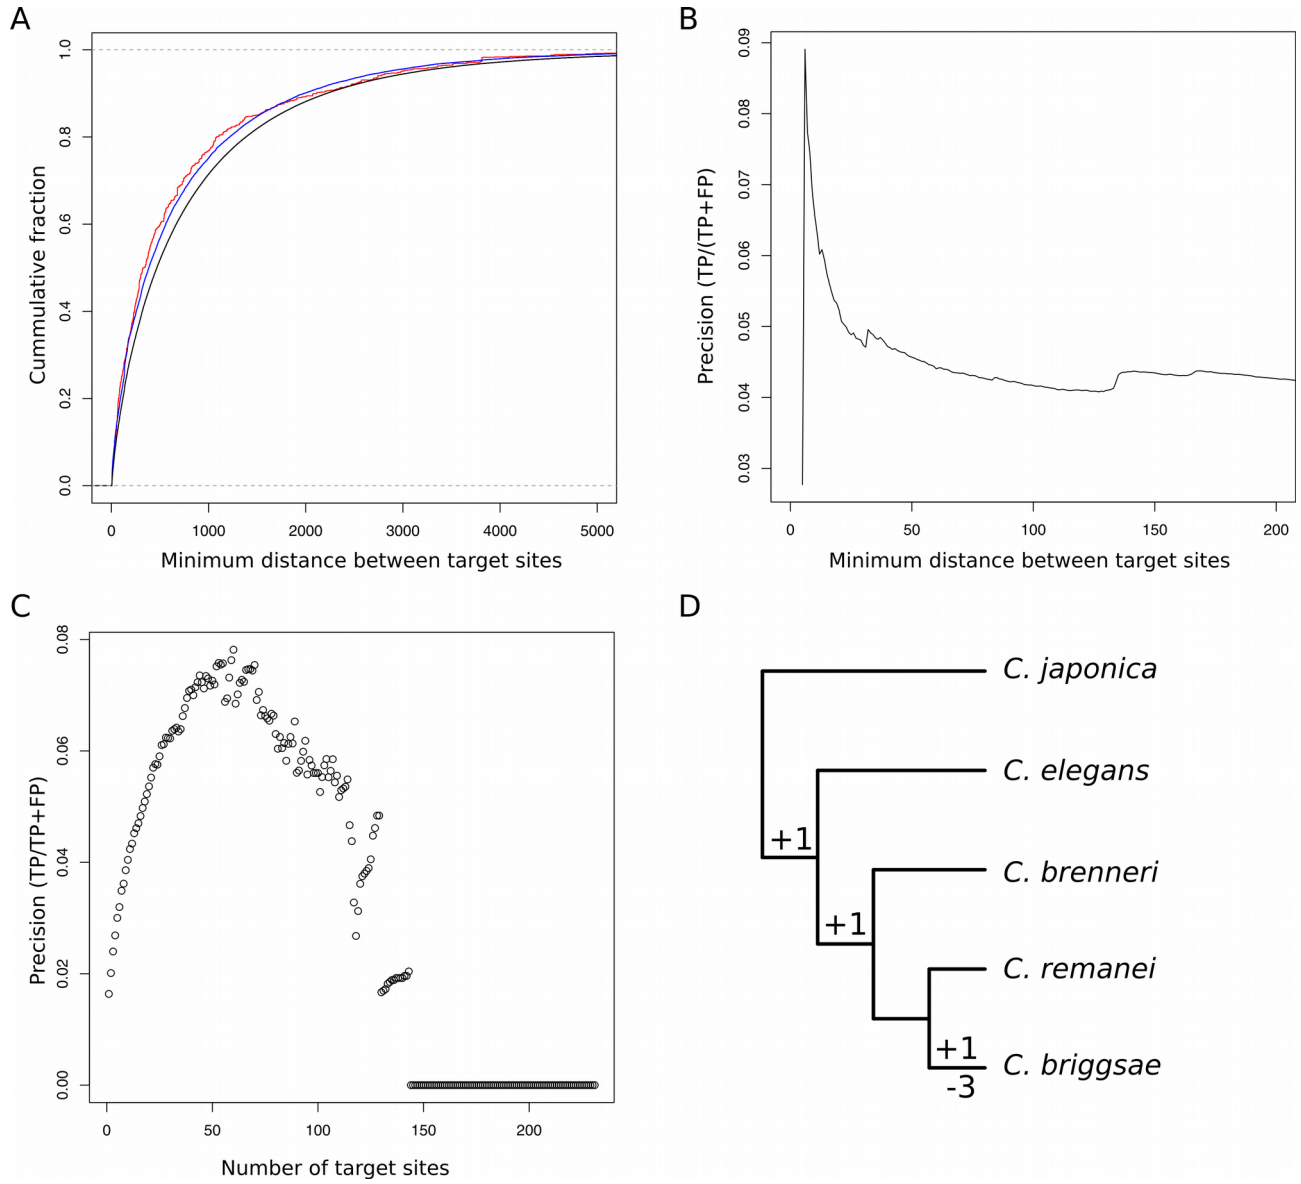 A
Cummulative fraction
1.0
0.8
0.6
0.4
0.2
0.0
0 1000 2000 3000 4000 5000
Minimum distance between target sites
B
Precision (TP/(TP+FP)
0.09
0.08
0.07
0.06
0.05
0.04
0.03
0 50 100 150 200
Minimum distance between target sites
C
Precision (TP/TP+FP)
0.08
0.06
0.04
0.02
0.00
0 50 100 150 200
Number of target sites
D
C. japonica
C. elegans
+1
C. brenneri
+1
C. remanei
+1
C. briggsae
-3